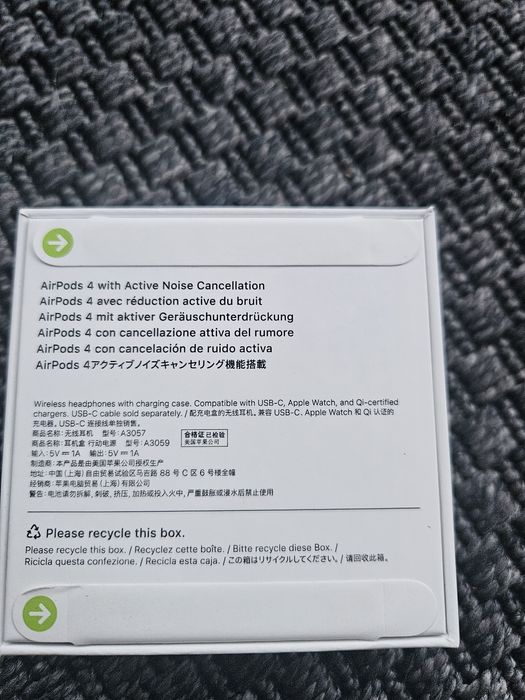 AirPods 4 with Active Noise Cancellation
AirPods 4 avec réduction active du bruit
AirPods 4 mit aktiver Geräuschunterdrückung
AirPods 4 con cancellazione attiva del rumore
AirPods 4 con cancelación de ruido activa
AirPods 4アクティブノイズキャンセリング機能搭載
Wireless headphones with charging case. Compatible with USB-C, Apple Watch, and Qi-certified
chargers. USB-C cable sold separately. / 配充电盒的无线耳机。兼容 USB-C、Apple Watch 和 Qi 认证的
充电器。USB-C 连接线单独销售。
商品名称: 无线耳机 型号: A3057
商品名称: 耳机盒 行动电源 型号: A3059
合格证 已检验
美国苹果公司
输入: 5V ⎓ 1A 输出: 5V ⎓ 1A
制造商: 本产品是由美国苹果公司授权生产
地址: 中国 (上海) 自由贸易试验区马吉路 88 号 C 区 6 号楼全幢
经销商: 苹果电脑贸易 (上海) 有限公司
警告: 电池请勿拆解, 刺破, 挤压, 加热或投入火中, 严重鼓胀或浸水后禁止使用
Please recycle this box.
Please recycle this box. / Recyclez cette boîte. / Bitte recycle diese Box. /
Ricicla questa confezione. / Recicla esta caja. / この箱はリサイクルしてください。/ 请回收此箱。